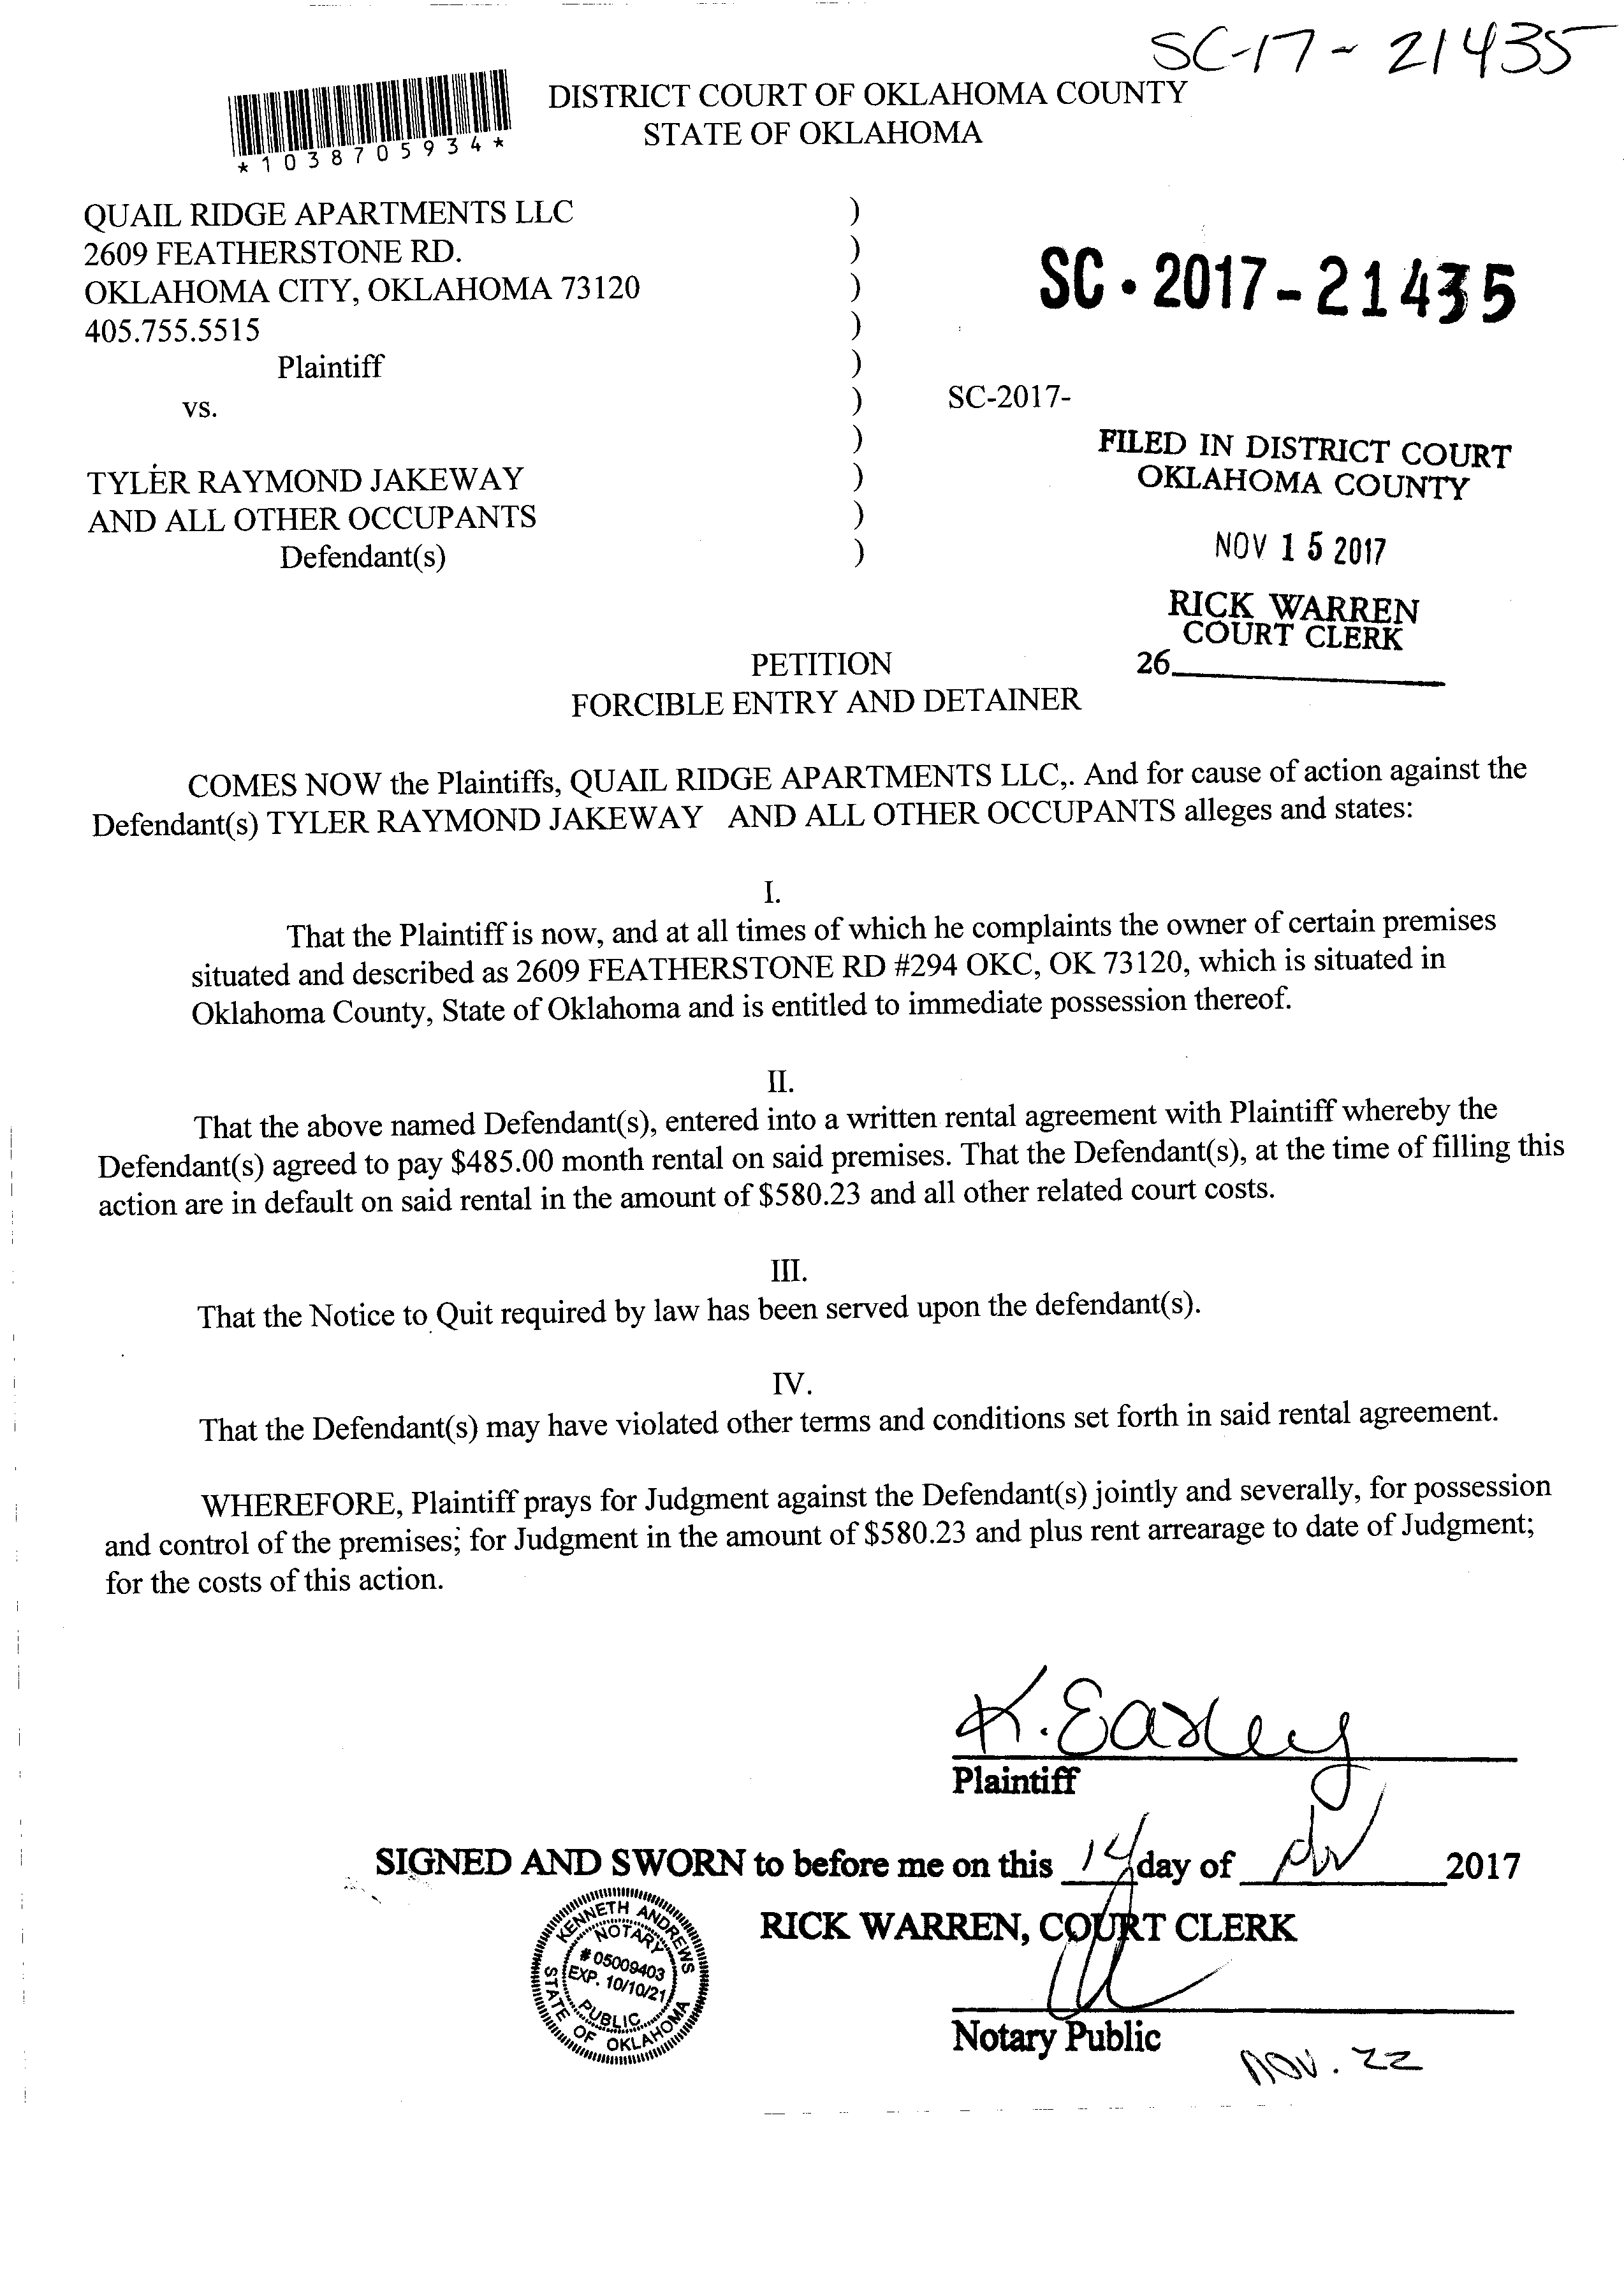 SC-17-21435
*1038705934*
DISTRICT COURT OF OKLAHOMA COUNTY
STATE OF OKLAHOMA
QUAIL RIDGE APARTMENTS LLC )
2609 FEATHERSTONE RD. )
OKLAHOMA CITY, OKLAHOMA 73120 )
405.755.5515 )
SC·2017-21435
Plaintiff )
vs. ) SC-2017-
)
TYLER RAYMOND JAKEWAY )
AND ALL OTHER OCCUPANTS )
Defendant(s) )
FILED IN DISTRICT COURT
OKLAHOMA COUNTY
NOV 15 2017
RICK WARREN
COURT CLERK
26
PETITION
FORCIBLE ENTRY AND DETAINER
COMES NOW the Plaintiffs, QUAIL RIDGE APARTMENTS LLC,. And for cause of action against the
Defendant(s) TYLER RAYMOND JAKEWAY AND ALL OTHER OCCUPANTS alleges and states:
I.
That the Plaintiff is now, and at all times of which he complaints the owner of certain premises
situated and described as 2609 FEATHERSTONE RD #294 OKC, OK 73120, which is situated in
Oklahoma County, State of Oklahoma and is entitled to immediate possession thereof.
II.
That the above named Defendant(s), entered into a written rental agreement with Plaintiff whereby the
Defendant(s) agreed to pay $485.00 month rental on said premises. That the Defendant(s), at the time of filling this
action are in default on said rental in the amount of $580.23 and all other related court costs.
III.
That the Notice to Quit required by law has been served upon the defendant(s).
IV.
That the Defendant(s) may have violated other terms and conditions set forth in said rental agreement.
WHEREFORE, Plaintiff prays for Judgment against the Defendant(s) jointly and severally, for possession
and control of the premises; for Judgment in the amount of $580.23 and plus rent arrearage to date of Judgment;
for the costs of this action.
K. Easley
Plaintiff
SIGNED AND SWORN to before me on this 14 day of Nov 2017
RICK WARREN, COURT CLERK
KENNETH ANDREWS
NOTARY
# 05009403
EXP. 10/10/21
PUBLIC
STATE OF OKLAHOMA
Notary Public
NOV. 22